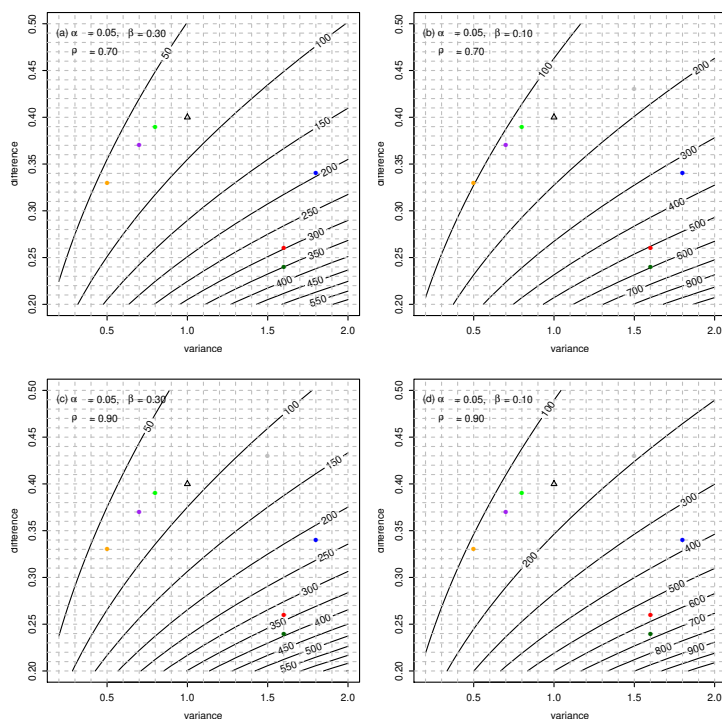 (a) α = 0.05, β = 0.30
ρ = 0.70
50
100
150
200
250
300
350
400
450
550
difference
0.20 0.25 0.30 0.35 0.40 0.45 0.50
0.5 1.0 1.5 2.0
variance
(b) α = 0.05, β = 0.10
ρ = 0.70
100
200
300
400
500
600
700
800
difference
0.20 0.25 0.30 0.35 0.40 0.45 0.50
0.5 1.0 1.5 2.0
variance
(c) α = 0.05, β = 0.30
ρ = 0.90
50
100
150
200
250
300
350
400
450
500
550
difference
0.20 0.25 0.30 0.35 0.40 0.45 0.50
0.5 1.0 1.5 2.0
variance
(d) α = 0.05, β = 0.10
ρ = 0.90
100
200
300
400
500
600
700
800
900
difference
0.20 0.25 0.30 0.35 0.40 0.45 0.50
0.5 1.0 1.5 2.0
variance